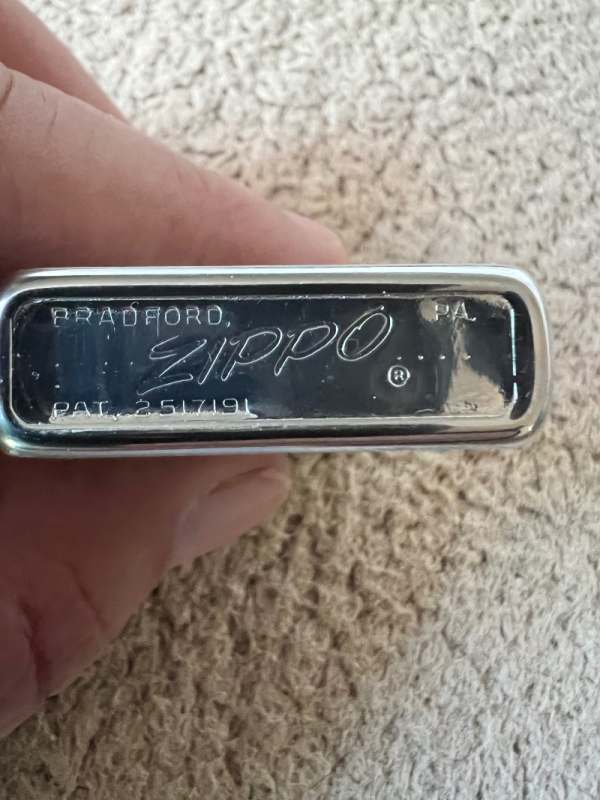 BRADFORD, PA.
ZIPPO
.... ®
PAT. 2517191